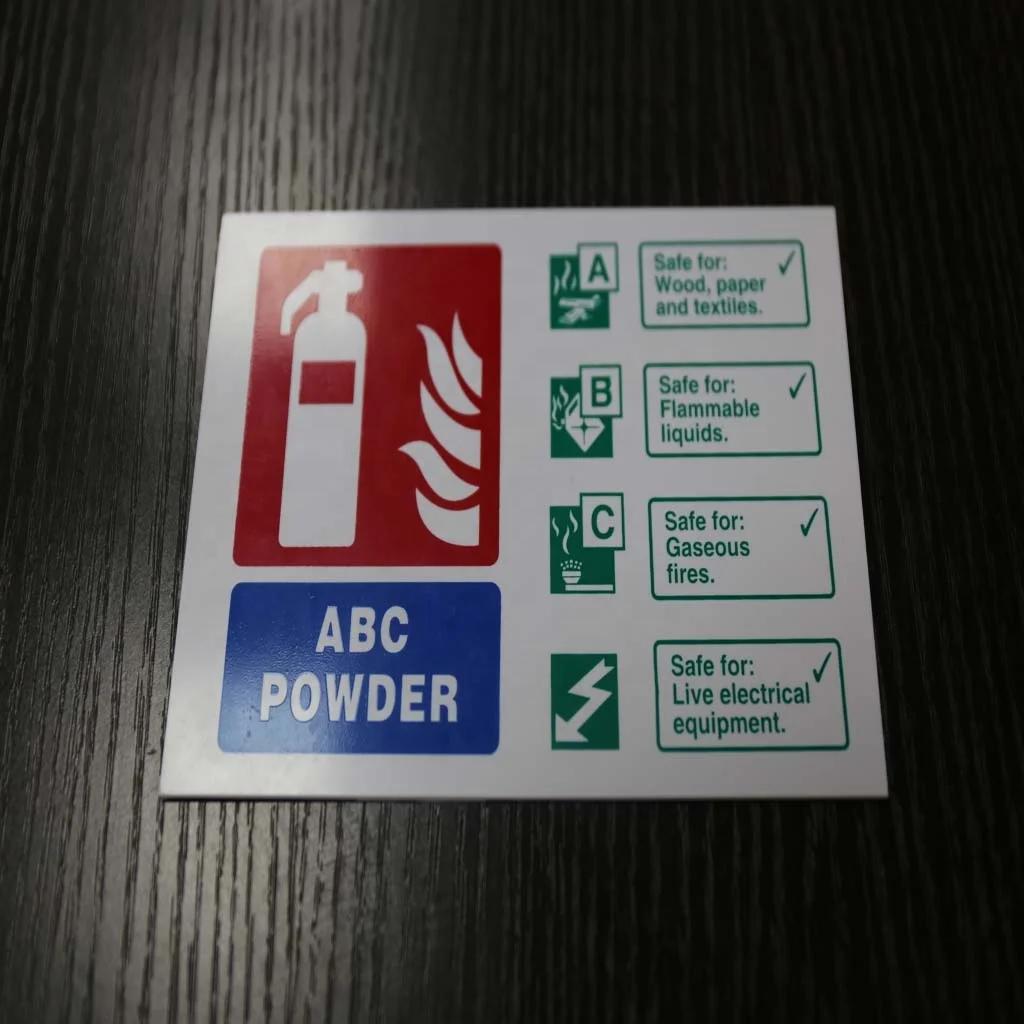 ABC
POWDER
A
Safe for:
Wood, paper
and textiles.
B
Safe for:
Flammable
liquids.
C
Safe for:
Gaseous
fires.
Safe for:
Live electrical
equipment.